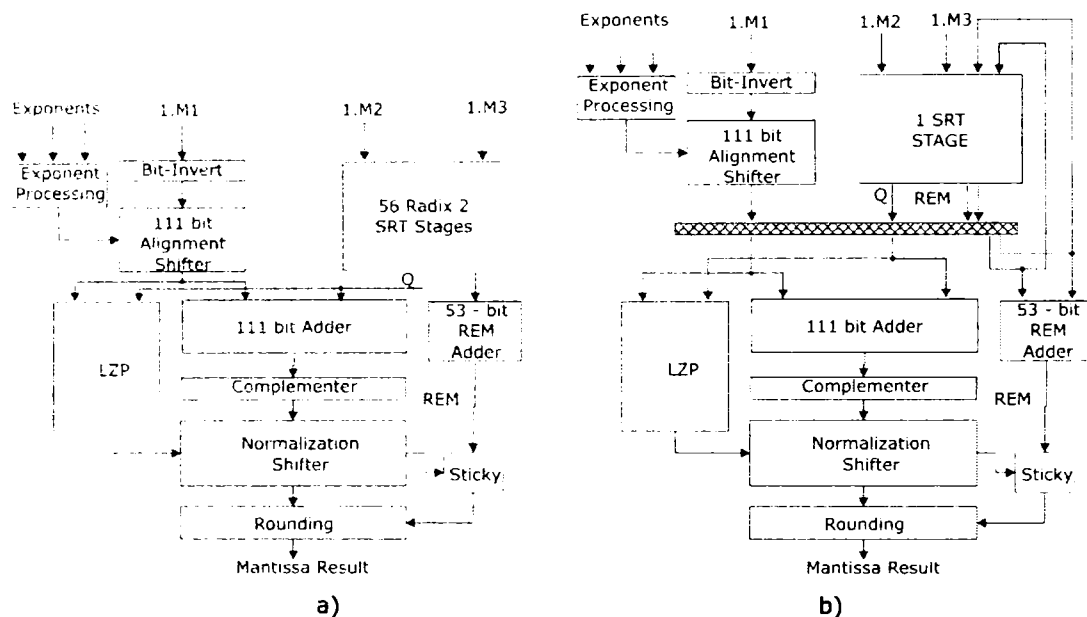 Exponents
1.M1
1.M2
1.M3
Exponent
Processing
Bit-Invert
111 bit
Alignment
Shifter
56 Radix 2
SRT Stages
Q
LZP
111 bit Adder
53 - bit
REM
Adder
Complementer
REM
Normalization
Shifter
Sticky
Rounding
Mantissa Result
a)
Exponents
1.M1
1.M2
1.M3
Exponent
Processing
Bit-Invert
111 bit
Alignment
Shifter
1 SRT
STAGE
Q
REM
LZP
111 bit Adder
53 - bit
REM
Adder
Complementer
REM
Normalization
Shifter
Sticky
Rounding
Mantissa Result
b)